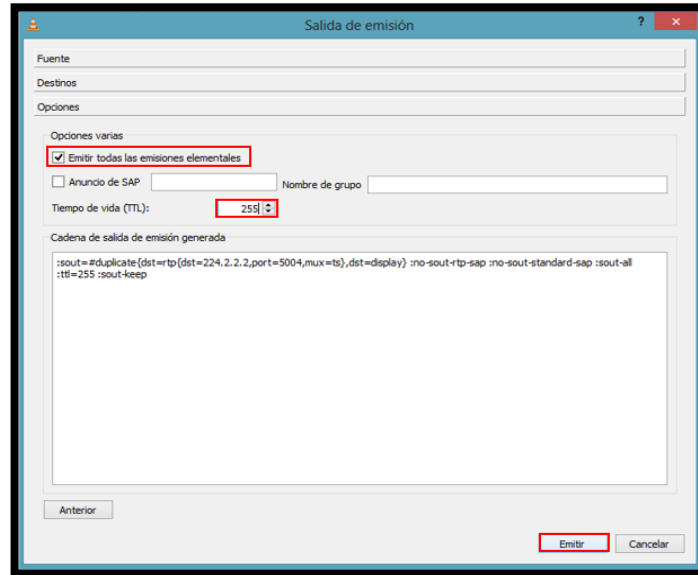 Salida de emisión
Fuente
Destinos
Opciones
Opciones varias
Emitir todas las emisiones elementales
Anuncio de SAP Nombre de grupo
Tiempo de vida (TTL): 255
Cadena de salida de emisión generada
:sout=#duplicate{dst=rtp{dst=224.2.2.2,port=5004,mux=ts},dst=display} :no-sout-rtp-sap :no-sout-standard-sap :sout-all
:ttl=255 :sout-keep
Anterior
Emitir Cancelar